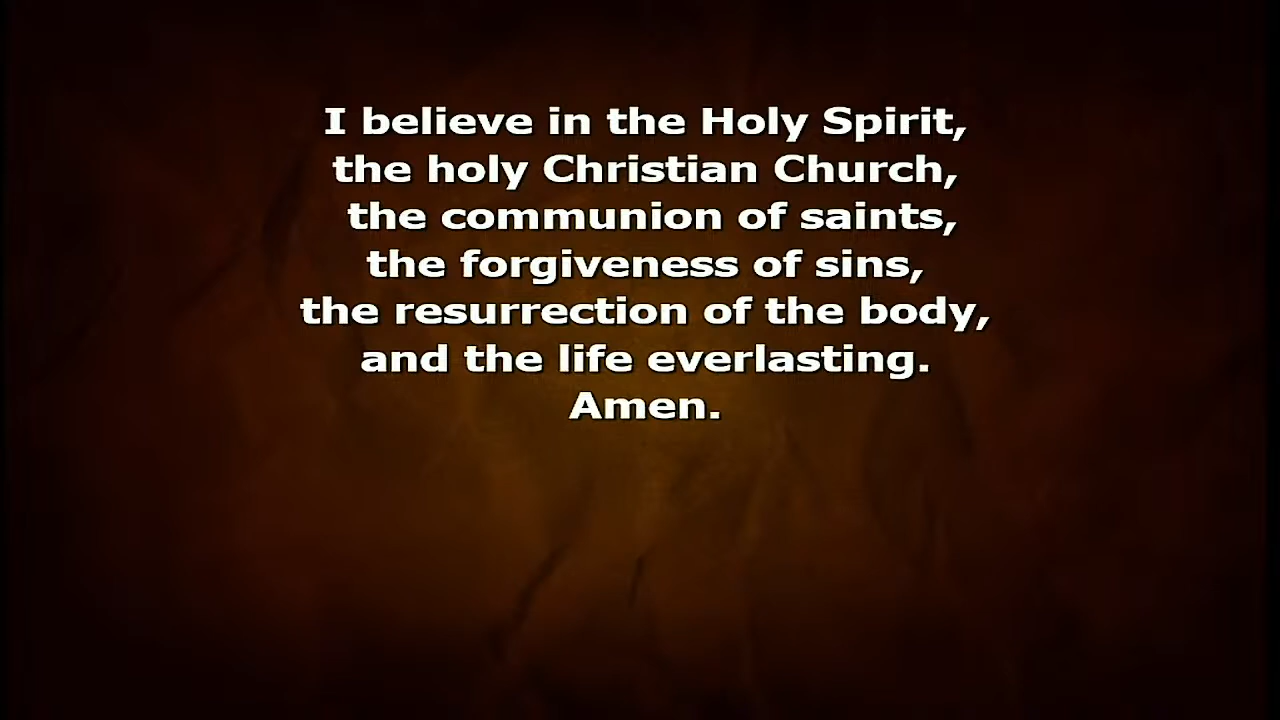 I believe in the Holy Spirit,
the holy Christian Church,
the communion of saints,
the forgiveness of sins,
the resurrection of the body,
and the life everlasting.
Amen.